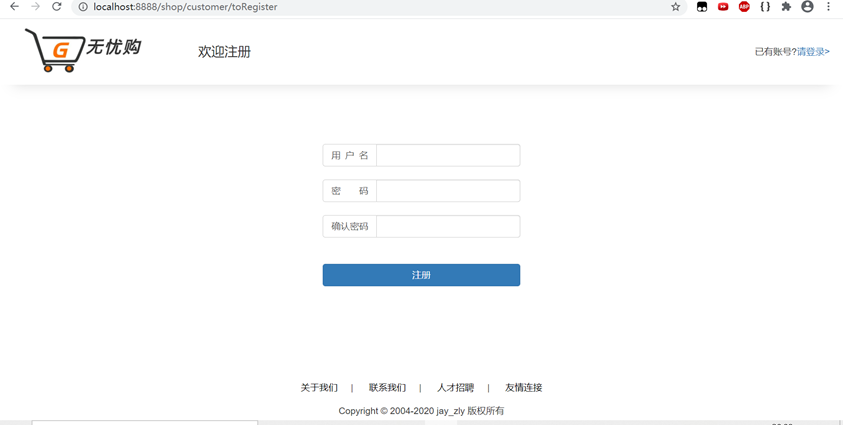 localhost:8888/shop/customer/toRegister
ABP
G 无忧购
欢迎注册
已有账号?请登录>
用 户 名
密 码
确认密码
注册
关于我们 | 联系我们 | 人才招聘 | 友情连接
Copyright © 2004-2020 jay_zly 版权所有